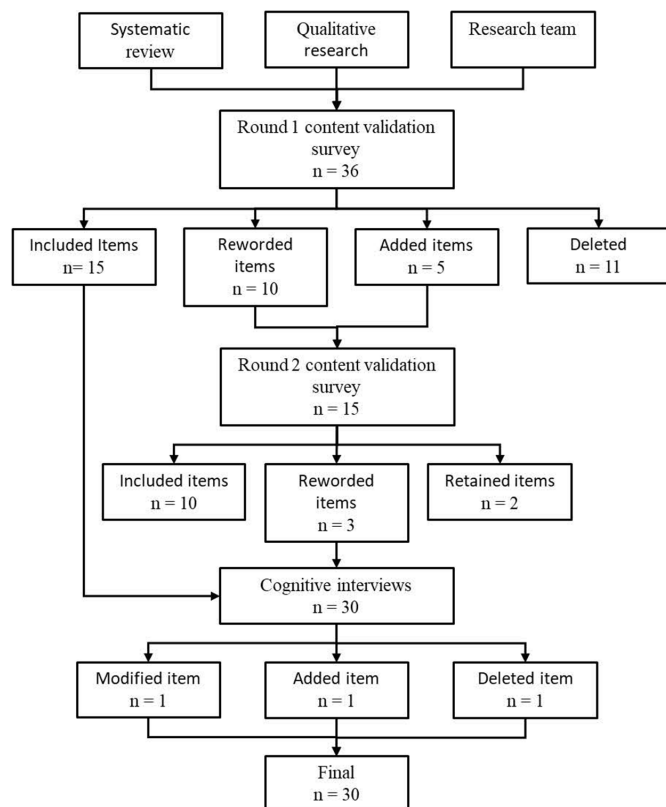 Systematic
review
Qualitative
research
Research team
Round 1 content validation
survey
n = 36
Included Items
n= 15
Reworded
items
n = 10
Added items
n = 5
Deleted
n = 11
Round 2 content validation
survey
n = 15
Included items
n = 10
Reworded
items
n = 3
Retained items
n = 2
Cognitive interviews
n = 30
Modified item
n = 1
Added item
n = 1
Deleted item
n = 1
Final
n = 30